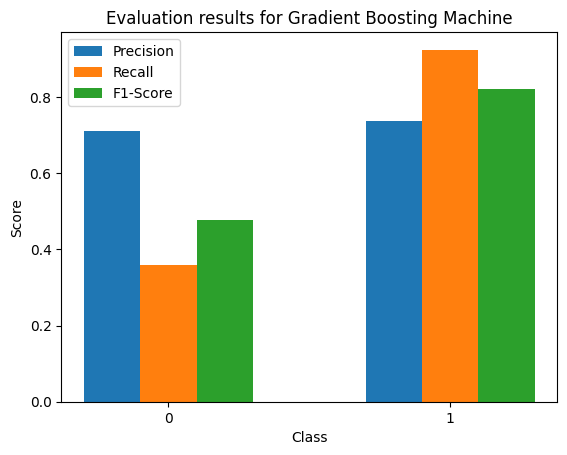 Evaluation results for Gradient Boosting Machine
Precision
Recall
F1-Score
Score
0.8
0.6
0.4
0.2
0.0
0 1
Class